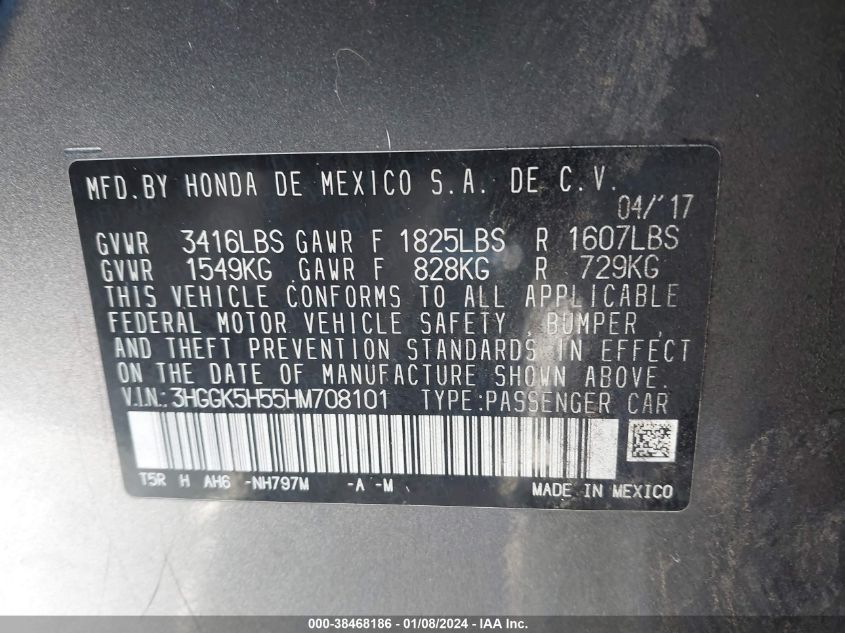 MFD.BY HONDA DE MEXICO S.A. DE C.V.
04/'17
GVWR 3416LBS GAWR F 1825LBS R 1607LBS
GVWR 1549KG GAWR F 828KG R 729KG
THIS VEHICLE CONFORMS TO ALL APPLICABLE
FEDERAL MOTOR VEHICLE SAFETY, BUMPER,
AND THEFT PREVENTION STANDARDS IN EFFECT
ON THE DATE OF MANUFACTURE SHOWN ABOVE.
V.I.N.: 3HGGK5H55HM708101 TYPE:PASSENGER CAR
T5R H AH6 -NH797M -A -M MADE IN MEXICO
000-38468186 - 01/08/2024 - IAA Inc.